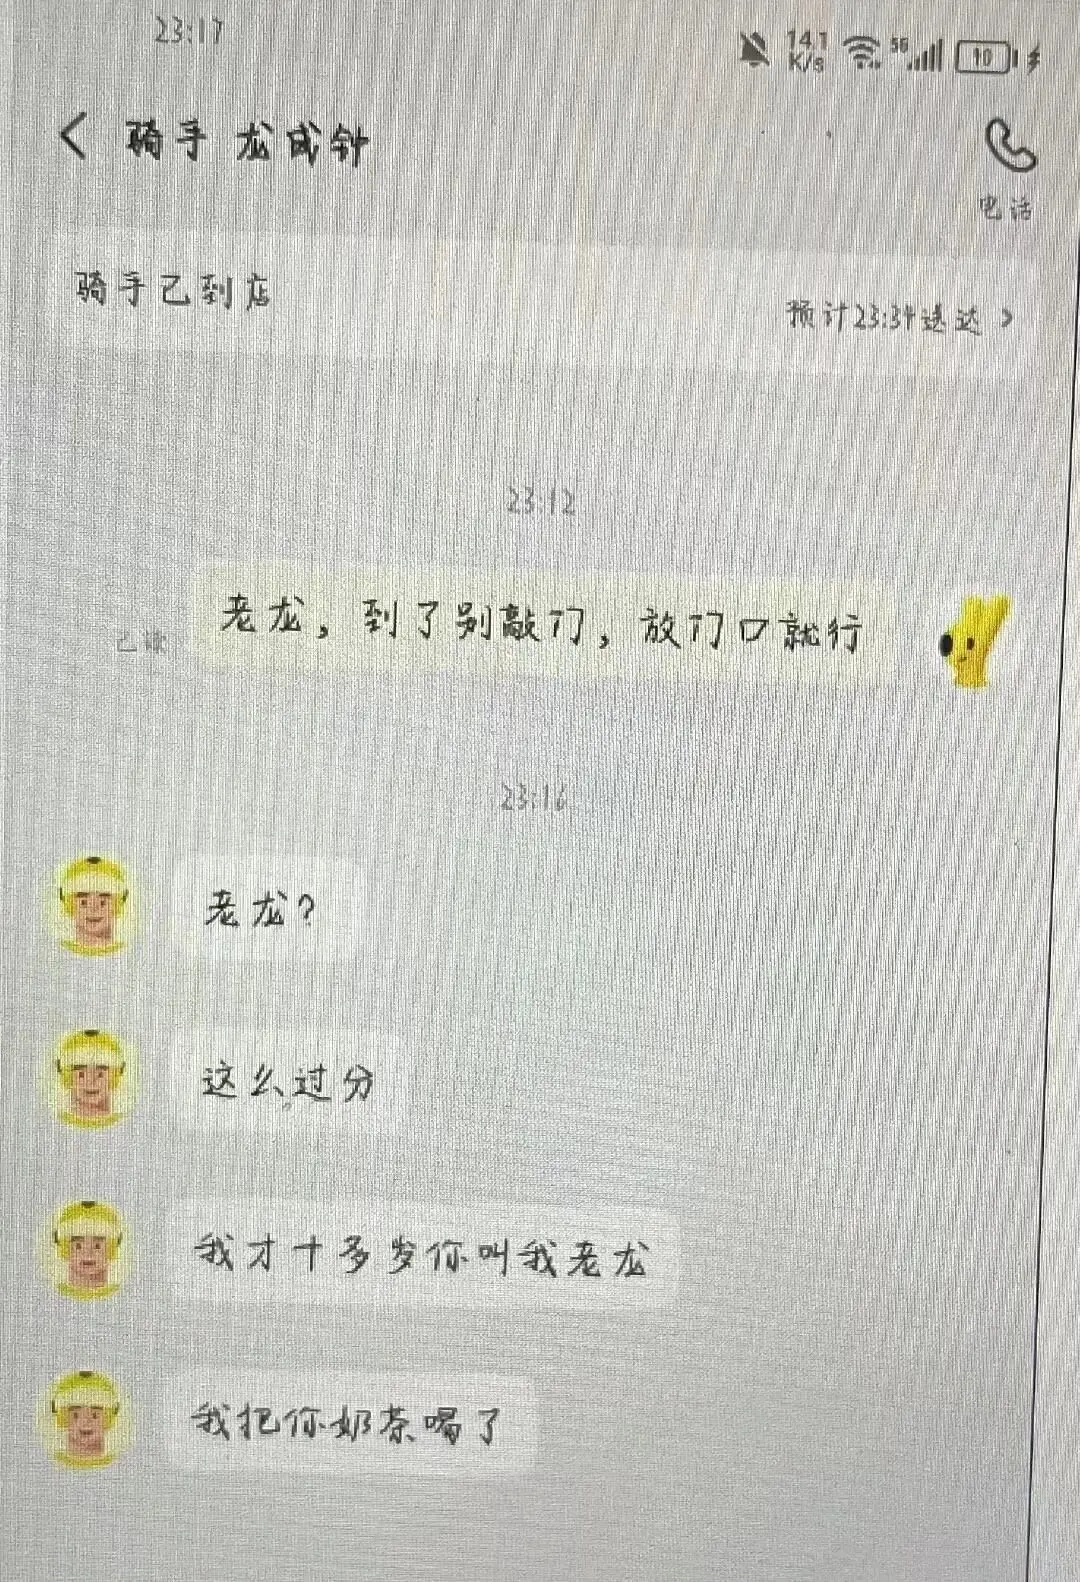 23:17
14.1
K/s
5G
10
骑手 龙成钟
电话
骑手已到店
预计23:34送达
23:12
老龙，到了别敲门，放门口就行
已读
23:16
老龙？
这么过分
我才十多岁你叫我老龙
我把你奶茶喝了